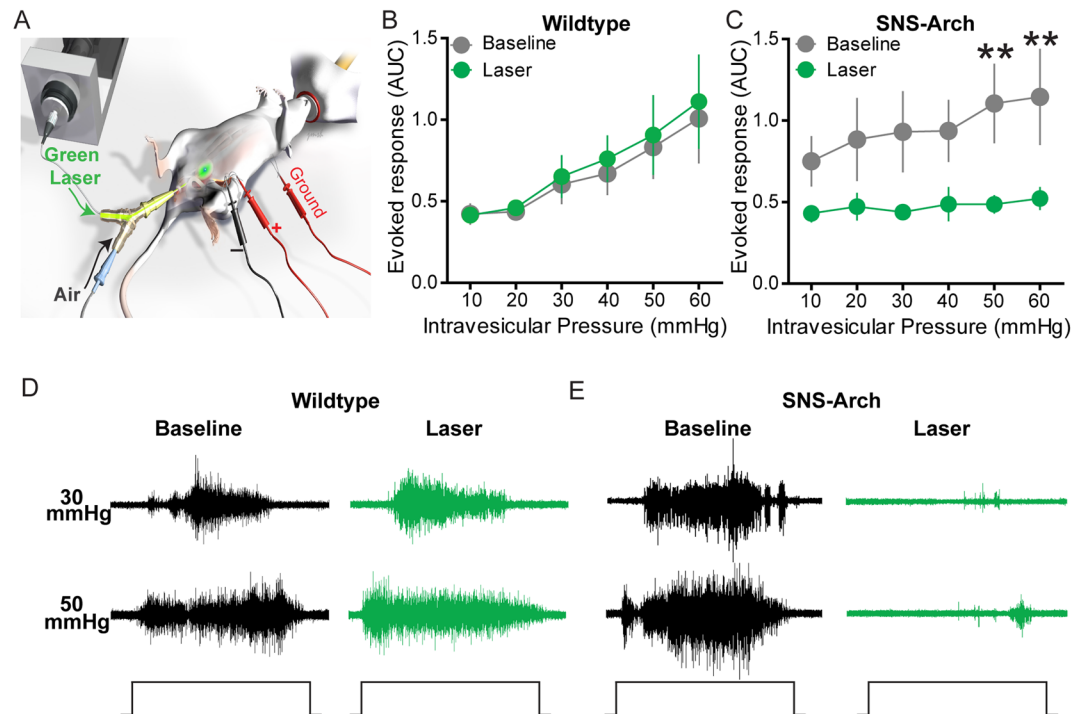 A
Green
Laser
Air
Ground
−
+
B
Wildtype
Baseline
Laser
Evoked response (AUC)
1.5
1.0
0.5
0.0
10 20 30 40 50 60
Intravesicular Pressure (mmHg)
C
SNS-Arch
Baseline
Laser
** **
Evoked response (AUC)
1.5
1.0
0.5
0.0
10 20 30 40 50 60
Intravesicular Pressure (mmHg)
D
Wildtype
Baseline Laser
30
mmHg
50
mmHg
E
SNS-Arch
Baseline Laser